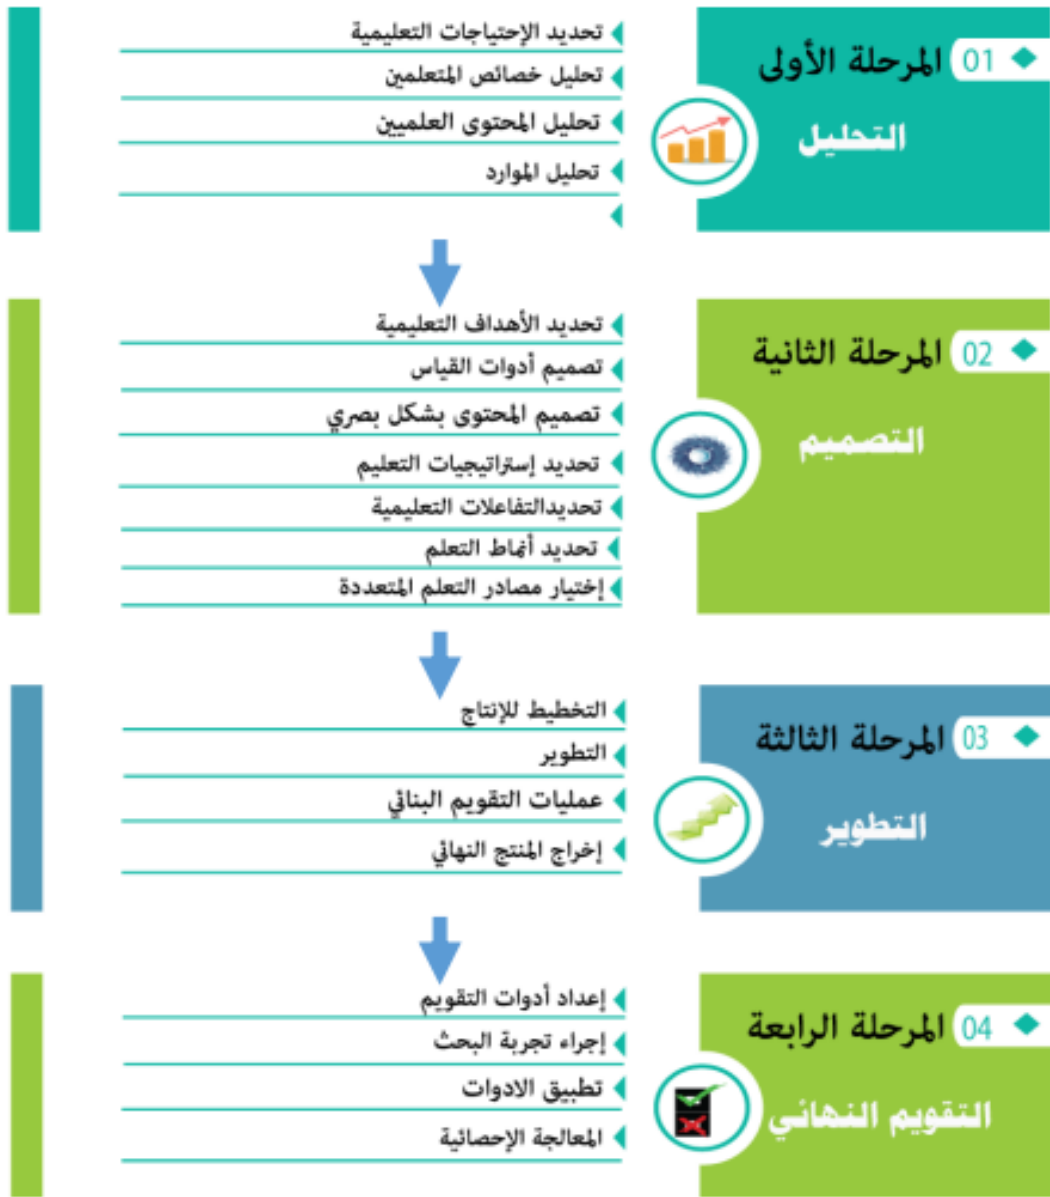 01 المرحلة الأولى
التحليل
تحديد الإحتياجات التعليمية
تحليل خصائص المتعلمين
تحليل المحتوى العلميين
تحليل الموارد
02 المرحلة الثانية
التصميم
تحديد الأهداف التعليمية
تصميم أدوات القياس
تصميم المحتوى بشكل بصري
تحديد إستراتيجيات التعليم
تحديدالتفاعلات التعليمية
تحديد أنماط التعلم
إختيار مصادر التعلم المتعددة
03 المرحلة الثالثة
التطوير
التخطيط للإنتاج
التطوير
عمليات التقويم البنائي
إخراج المنتج النهائي
04 المرحلة الرابعة
التقويم النهائي
إعداد أدوات التقويم
إجراء تجربة البحث
تطبيق الادوات
المعالجة الإحصائية